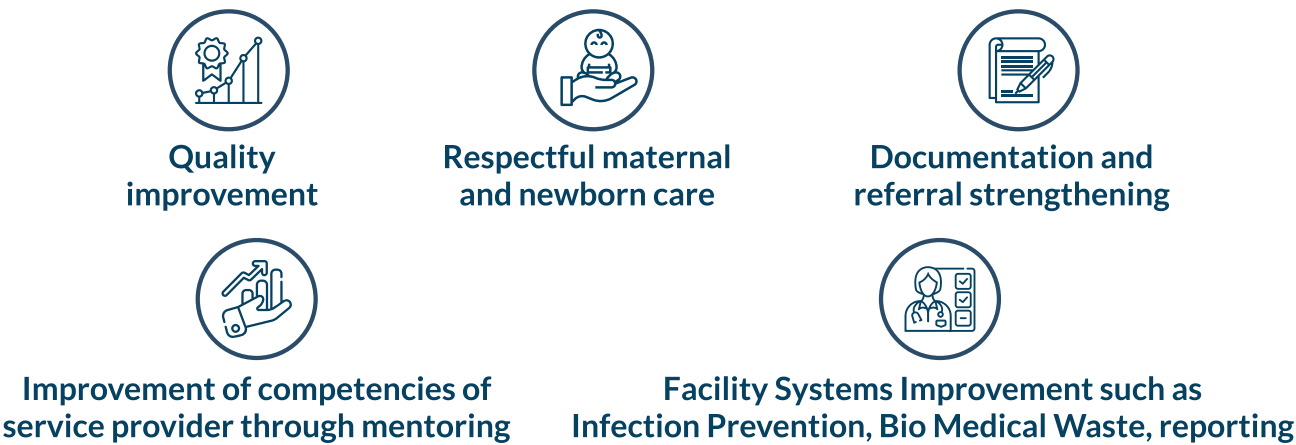 Quality
improvement
Respectful maternal
and newborn care
Documentation and
referral strengthening
Improvement of competencies of
service provider through mentoring
Facility Systems Improvement such as
Infection Prevention, Bio Medical Waste, reporting